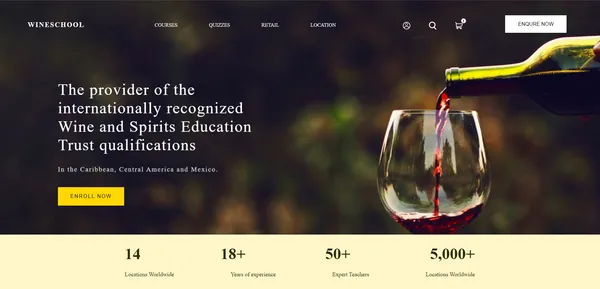 WINESCHOOL
COURSES
QUIZZES
RETAIL
LOCATION
0
ENQUIRE NOW
The provider of the
internationally recognized
Wine and Spirits Education
Trust qualifications
In the Caribbean, Central America and Mexico.
ENROLL NOW
14
18+
50+
5,000+
Locations Worldwide
Years of experience
Expert Teachers
Locations Worldwide